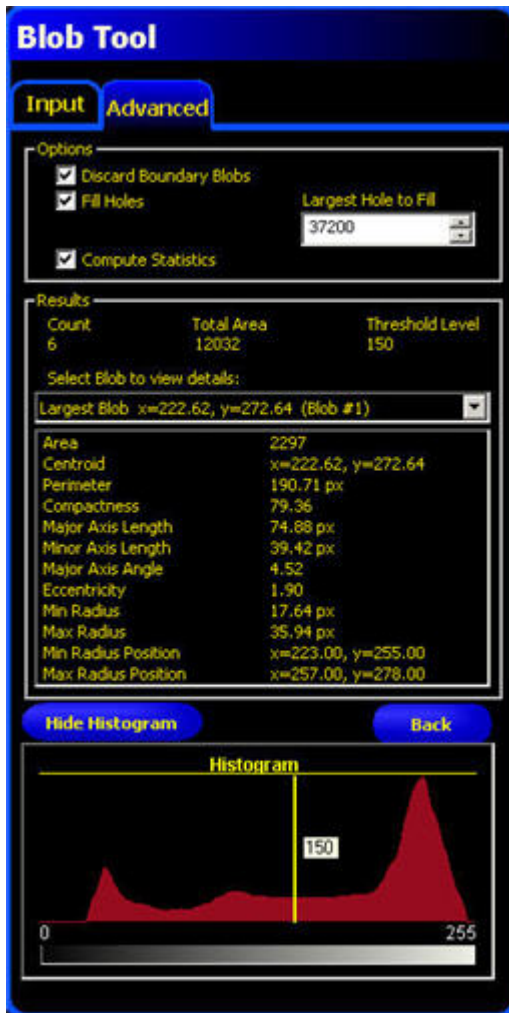 Blob Tool
Input Advanced
Options
Discard Boundary Blobs
Fill Holes Largest Hole to Fill
37200
Compute Statistics
Results
Count Total Area Threshold Level
6 12032 150
Select Blob to view details:
Largest Blob x=222.62, y=272.64 (Blob #1)
Area 2297
Centroid x=222.62, y=272.64
Perimeter 190.71 px
Compactness 79.36
Major Axis Length 74.88 px
Minor Axis Length 39.42 px
Major Axis Angle 4.52
Eccentricity 1.90
Min Radius 17.64 px
Max Radius 35.94 px
Min Radius Position x=223.00, y=255.00
Max Radius Position x=257.00, y=278.00
Hide Histogram Back
Histogram
150
0 255